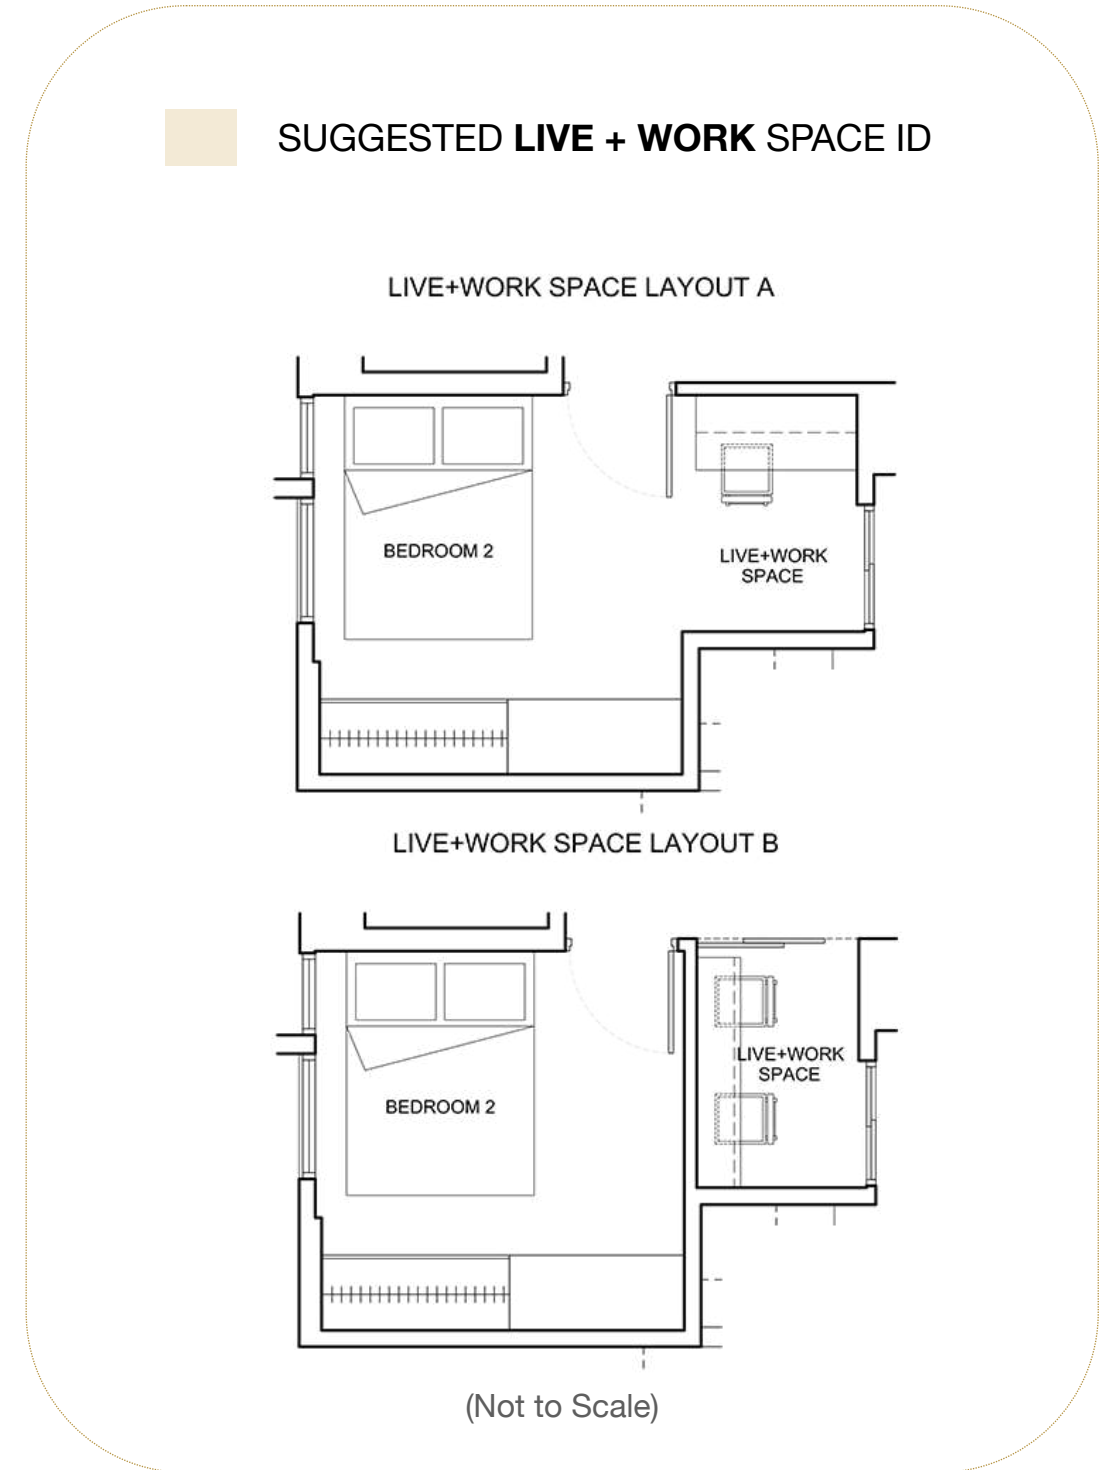 SUGGESTED LIVE + WORK SPACE ID
LIVE+WORK SPACE LAYOUT A
BEDROOM 2
LIVE+WORK
SPACE
LIVE+WORK SPACE LAYOUT B
LIVE+WORK
SPACE
BEDROOM 2
(Not to Scale)